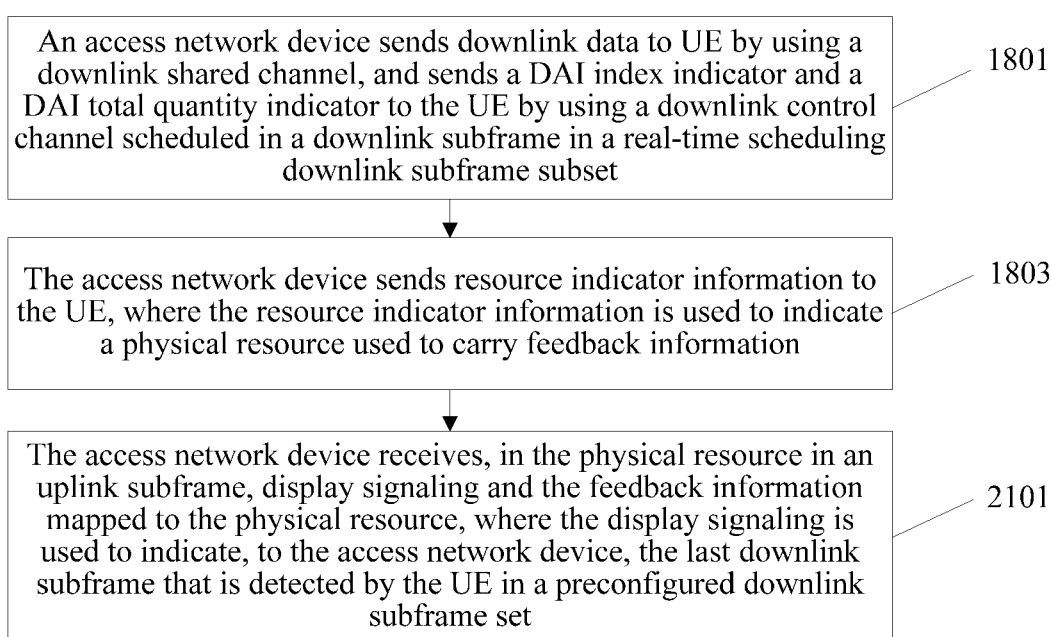 An access network device sends downlink data to UE by using a
downlink shared channel, and sends a DAI index indicator and a
DAI total quantity indicator to the UE by using a downlink control
channel scheduled in a downlink subframe in a real-time scheduling
downlink subframe subset
1801
The access network device sends resource indicator information to
the UE, where the resource indicator information is used to indicate
a physical resource used to carry feedback information
1803
The access network device receives, in the physical resource in an
uplink subframe, display signaling and the feedback information
mapped to the physical resource, where the display signaling is
used to indicate, to the access network device, the last downlink
subframe that is detected by the UE in a preconfigured downlink
subframe set
2101